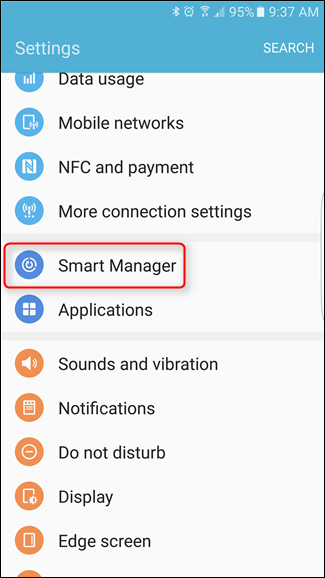 95% 9:37 AM
Settings SEARCH
Data usage
Mobile networks
NFC and payment
More connection settings
Smart Manager
Applications
Sounds and vibration
Notifications
Do not disturb
Display
Edge screen